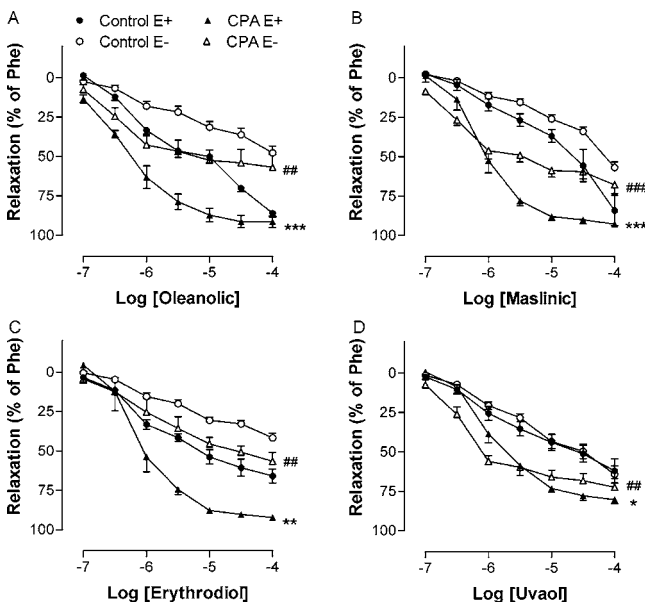 A
Control E+
CPA E+
Control E-
CPA E-
Relaxation (% of Phe)
0
25
50
75
100
##
***
-7
-6
-5
-4
Log [Oleanolic]
B
Relaxation (% of Phe)
0
25
50
75
100
###
***
-7
-6
-5
-4
Log [Maslinic]
C
Relaxation (% of Phe)
0
25
50
75
100
##
**
-7
-6
-5
-4
Log [Erythrodiol]
D
Relaxation (% of Phe)
0
25
50
75
100
##
*
-7
-6
-5
-4
Log [Uvaol]